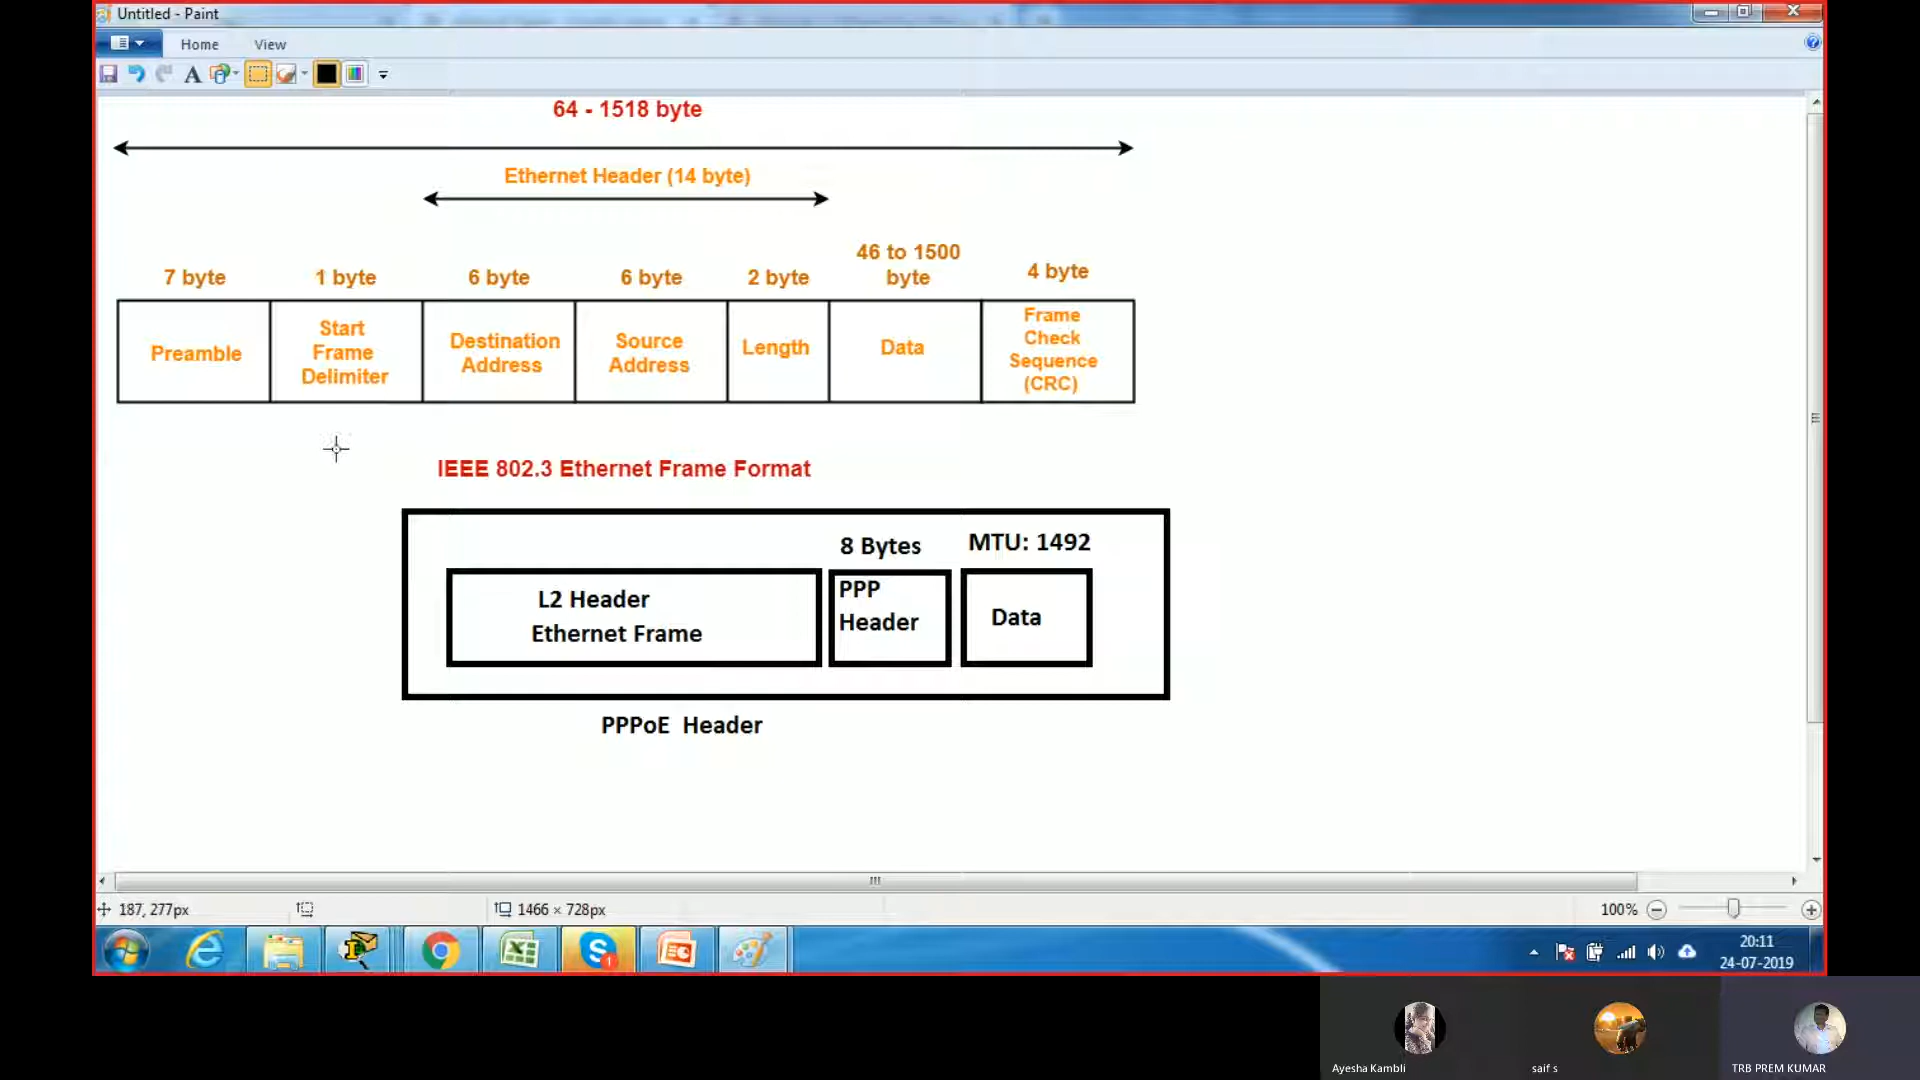 Untitled - Paint
Home View
64 - 1518 byte
Ethernet Header (14 byte)
7 byte
1 byte
6 byte
6 byte
2 byte
46 to 1500
byte
4 byte
Preamble
Start
Frame
Delimiter
Destination
Address
Source
Address
Length
Data
Frame
Check
Sequence
(CRC)
IEEE 802.3 Ethernet Frame Format
8 Bytes
MTU: 1492
L2 Header
Ethernet Frame
PPP
Header
Data
PPPoE Header
187, 277px
1466 × 728px
100%
20:11
24-07-2019
Ayesha Kambli
saif s
TRB PREM KUMAR